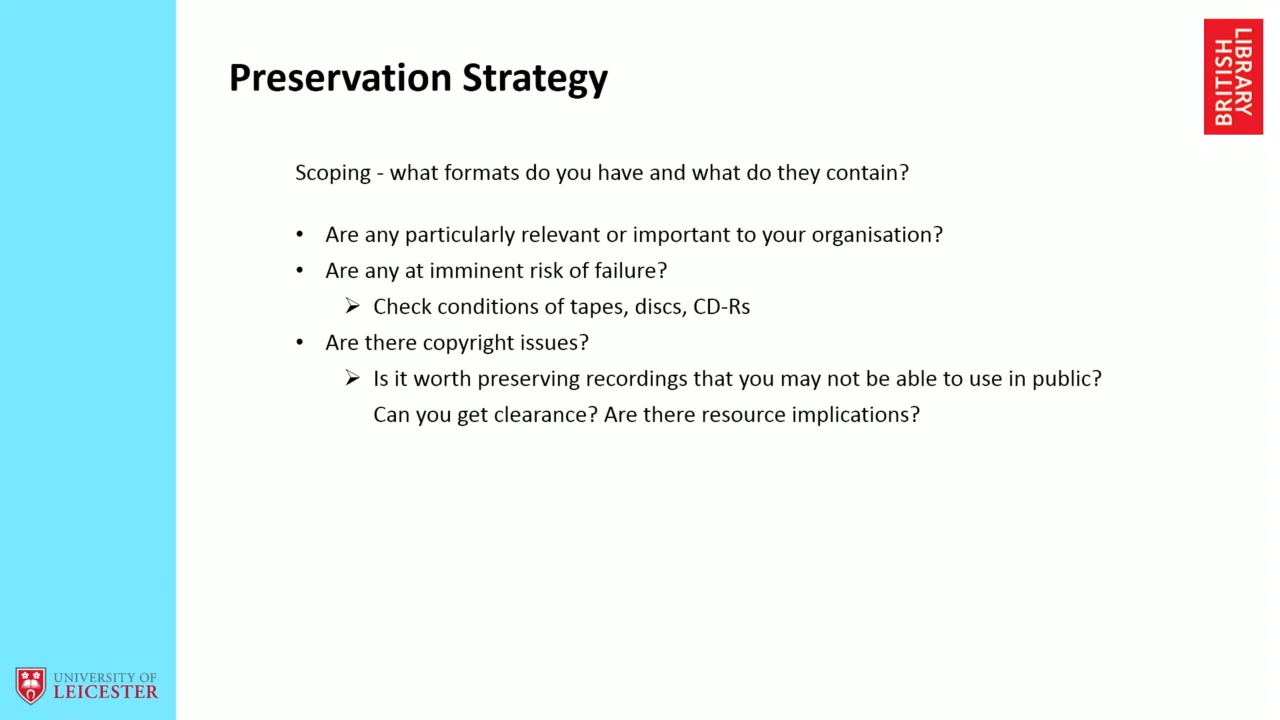 Preservation Strategy
LIBRARY
BRITISH
Scoping - what formats do you have and what do they contain?
• Are any particularly relevant or important to your organisation?
• Are any at imminent risk of failure?
➢ Check conditions of tapes, discs, CD-Rs
• Are there copyright issues?
➢ Is it worth preserving recordings that you may not be able to use in public?
Can you get clearance? Are there resource implications?
UNIVERSITY OF
LEICESTER